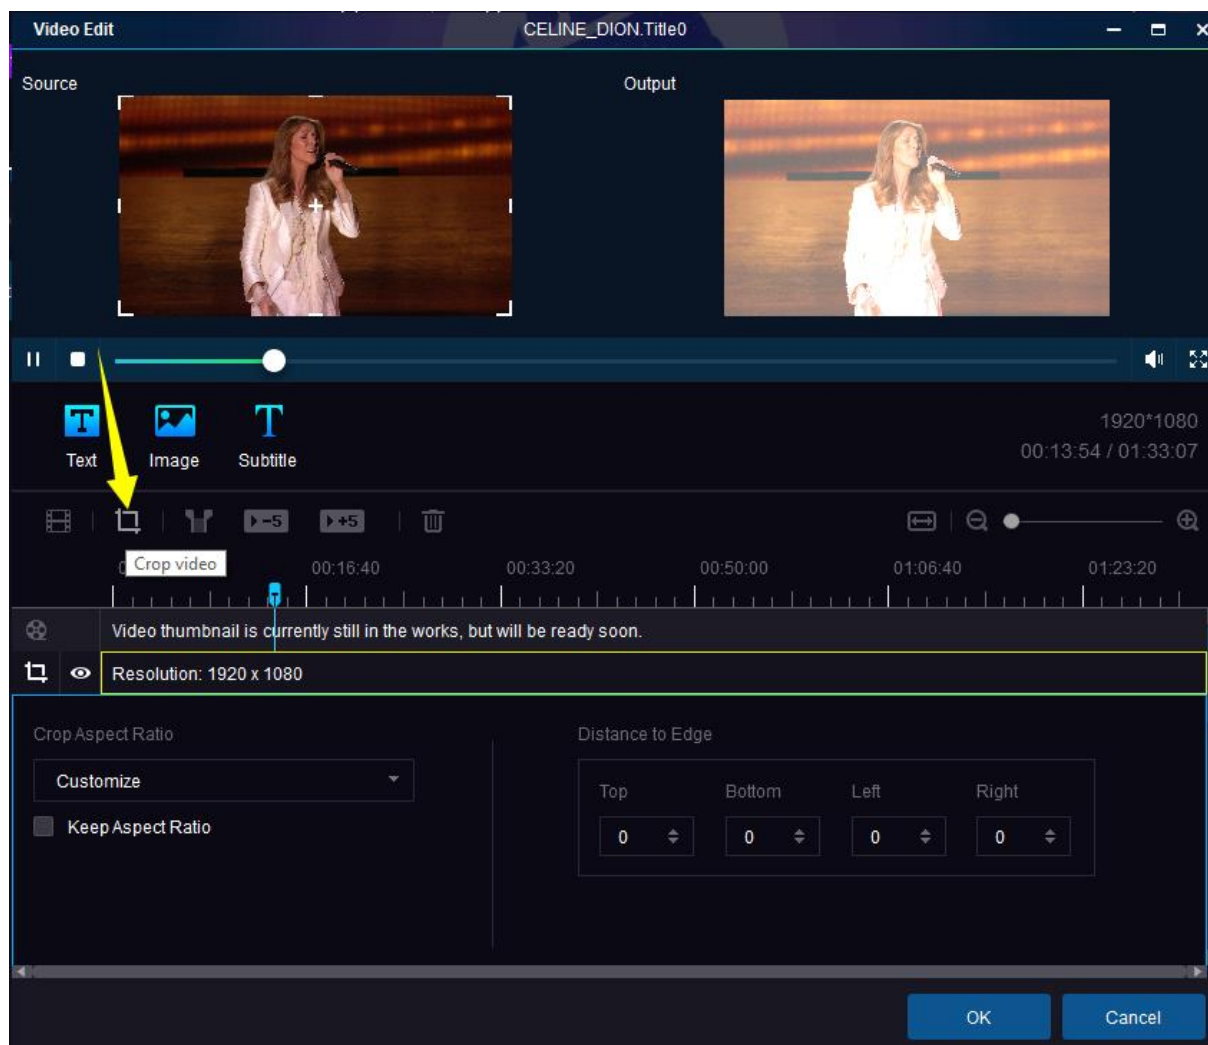 Video Edit
CELINE_DION.Title0
Source
Output
1920*1080
Text
Image
Subtitle
00:13:54 / 01:33:07
-5
+5
Crop video
00:16:40
00:33:20
00:50:00
01:06:40
01:23:20
Video thumbnail is currently still in the works, but will be ready soon.
Resolution: 1920 x 1080
Crop Aspect Ratio
Distance to Edge
Customize
Top
Bottom
Left
Right
Keep Aspect Ratio
0
0
0
0
OK
Cancel